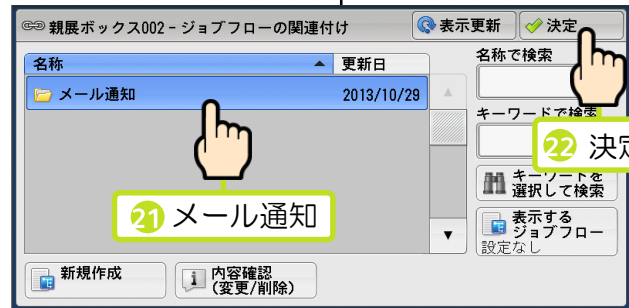 親展ボックス002 - ジョブフローの関連付け
表示更新
決定
名称
更新日
名称で検索
メール通知
2013/10/29
キーワードで検索
22 決定
キーワードを
選択して検索
21 メール通知
表示する
ジョブフロー
設定なし
新規作成
内容確認
(変更/削除)